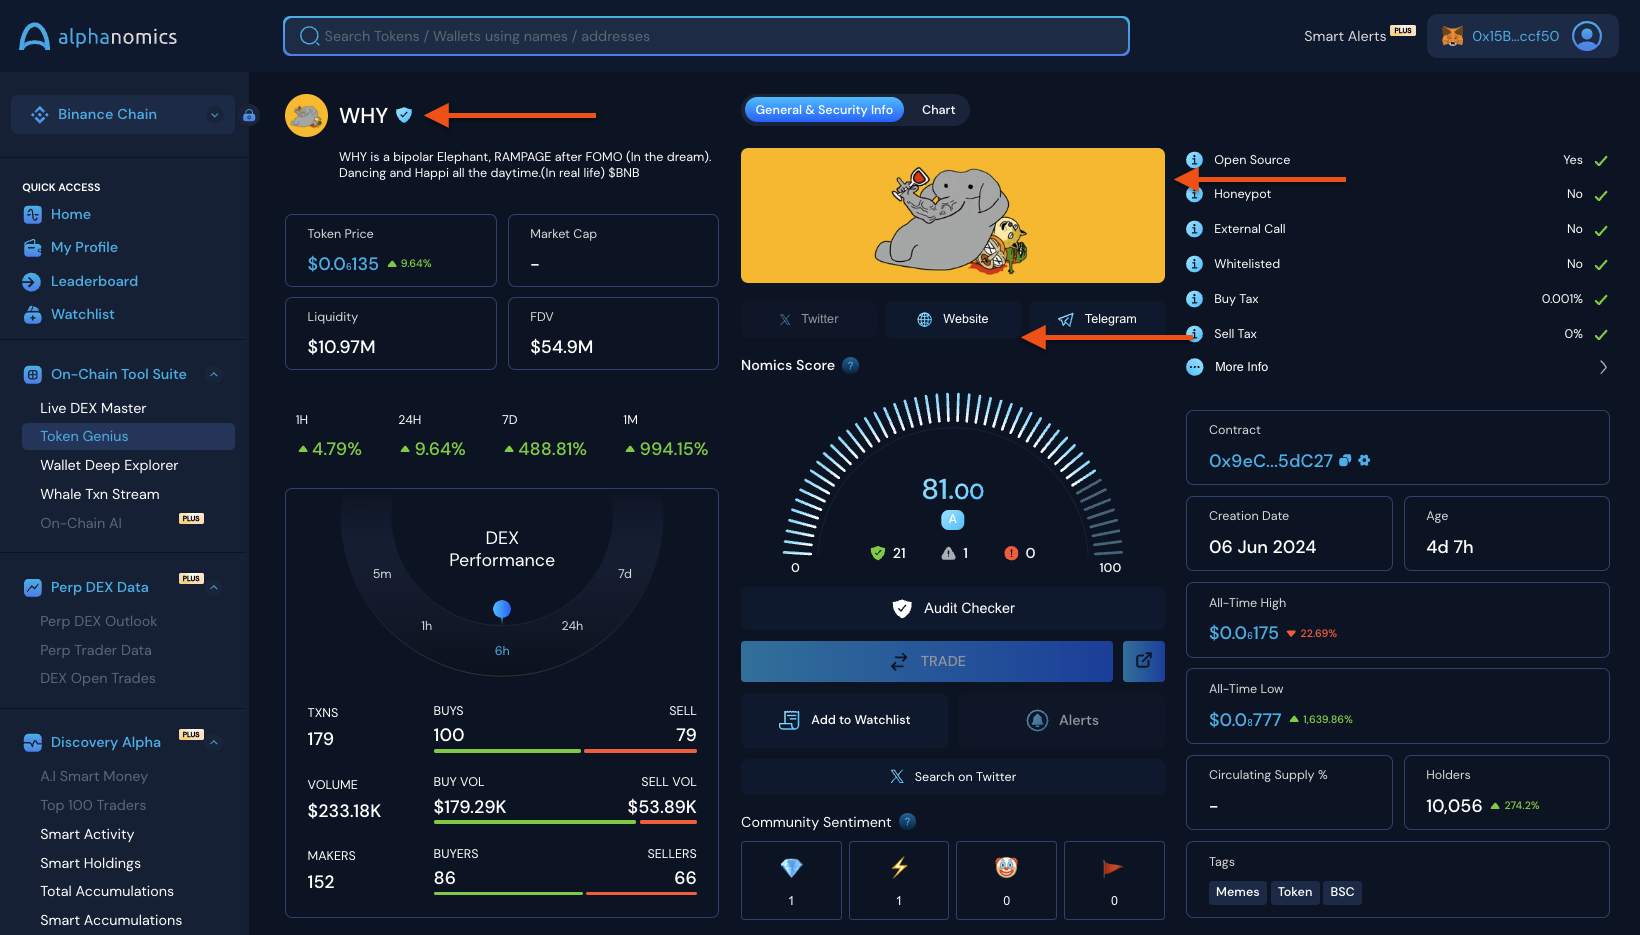 alphanomics
Search Tokens / Wallets using names / addresses
Smart Alerts PLUS
0x15B...ccf50
Binance Chain
QUICK ACCESS
Home
My Profile
Leaderboard
Watchlist
On-Chain Tool Suite
Live DEX Master
Token Genius
Wallet Deep Explorer
Whale Txn Stream
On-Chain AI PLUS
Perp DEX Data PLUS
Perp DEX Outlook
Perp Trader Data
DEX Open Trades
Discovery Alpha PLUS
A.I Smart Money
Top 100 Traders
Smart Activity
Smart Holdings
Total Accumulations
Smart Accumulations
WHY
WHY is a bipolar Elephant, RAMPAGE after FOMO (In the dream).
Dancing and Happi all the daytime.(In real life) $BNB
Token Price
$0.0₆135 9.64%
Market Cap
-
Liquidity
$10.97M
FDV
$54.9M
1H 24H 7D 1M
4.79% 9.64% 488.81% 994.15%
DEX
Performance
5m 7d
1h 24h
6h
TXNS
179
BUYS SELL
100 79
VOLUME
$233.18K
BUY VOL SELL VOL
$179.29K $53.89K
MAKERS
152
BUYERS SELLERS
86 66
General & Security Info Chart
Twitter Website Telegram
Nomics Score ?
81.00
A
21 1 0
0 100
Audit Checker
TRADE
Add to Watchlist Alerts
Search on Twitter
Community Sentiment ?
1 1 0 0
Open Source Yes
Honeypot No
External Call No
Whitelisted No
Buy Tax 0.001%
Sell Tax 0%
More Info
Contract
0x9eC...5dC27
Creation Date
06 Jun 2024
Age
4d 7h
All-Time High
$0.0₆175 22.69%
All-Time Low
$0.0₈777 1,639.86%
Circulating Supply %
-
Holders
10,056 274.2%
Tags
Memes Token BSC